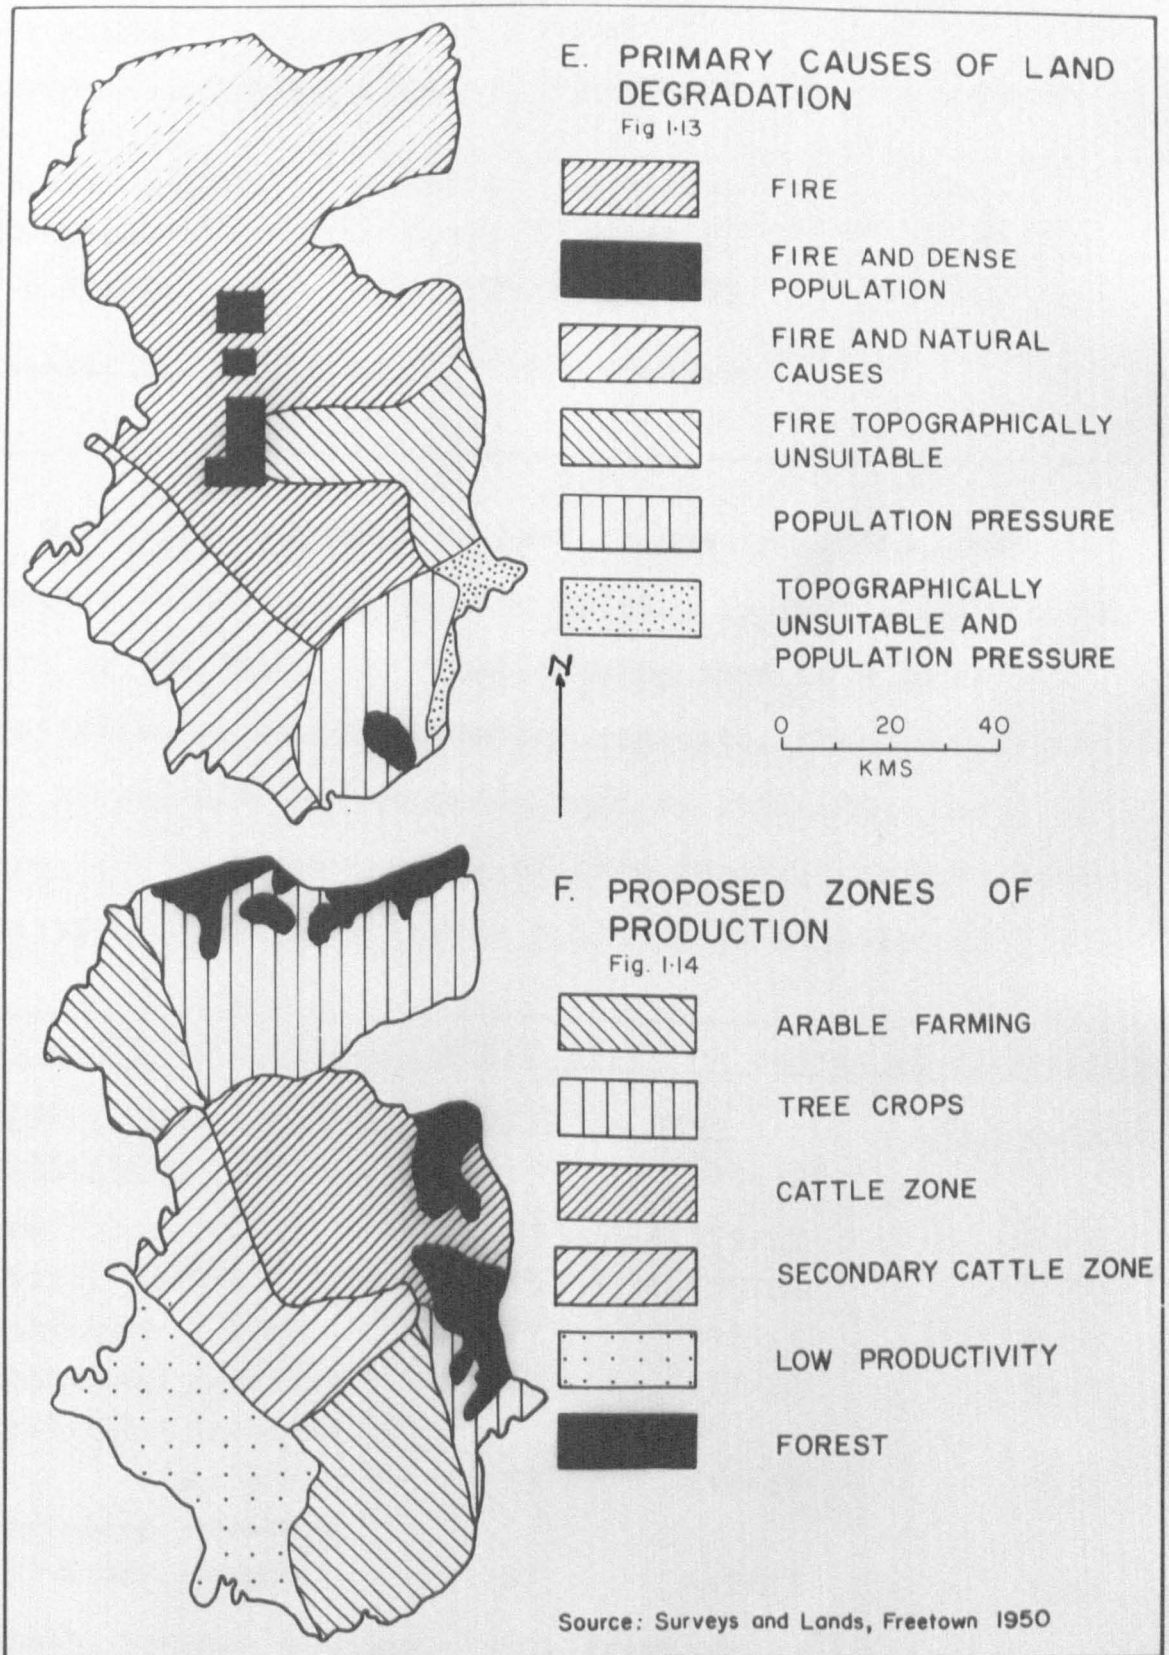 E. PRIMARY CAUSES OF LAND
DEGRADATION
Fig 1·13
FIRE
FIRE AND DENSE
POPULATION
FIRE AND NATURAL
CAUSES
FIRE TOPOGRAPHICALLY
UNSUITABLE
POPULATION PRESSURE
TOPOGRAPHICALLY
UNSUITABLE AND
POPULATION PRESSURE
N
0 20 40
KMS
F. PROPOSED ZONES OF
PRODUCTION
Fig. 1·14
ARABLE FARMING
TREE CROPS
CATTLE ZONE
SECONDARY CATTLE ZONE
LOW PRODUCTIVITY
FOREST
Source: Surveys and Lands, Freetown 1950